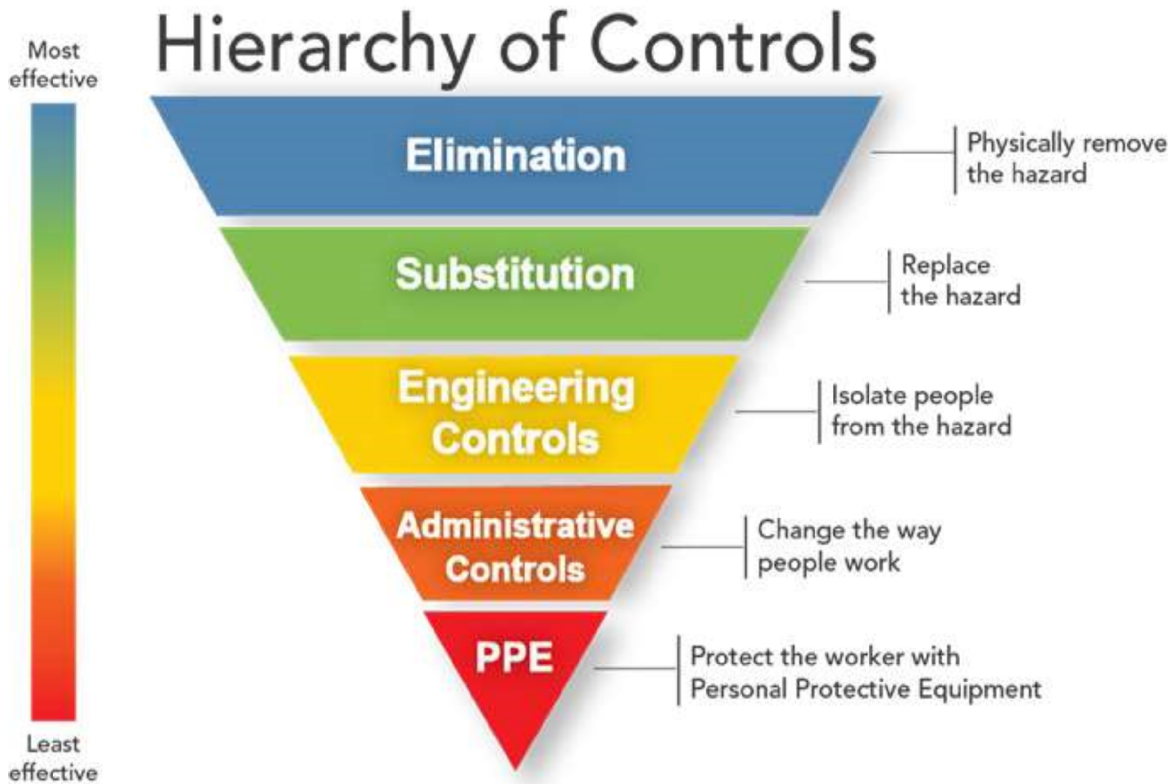 Hierarchy of Controls
Most
effective
Elimination
Physically remove
the hazard
Substitution
Replace
the hazard
Engineering
Controls
Isolate people
from the hazard
Administrative
Controls
Change the way
people work
PPE
Protect the worker with
Personal Protective Equipment
Least
effective